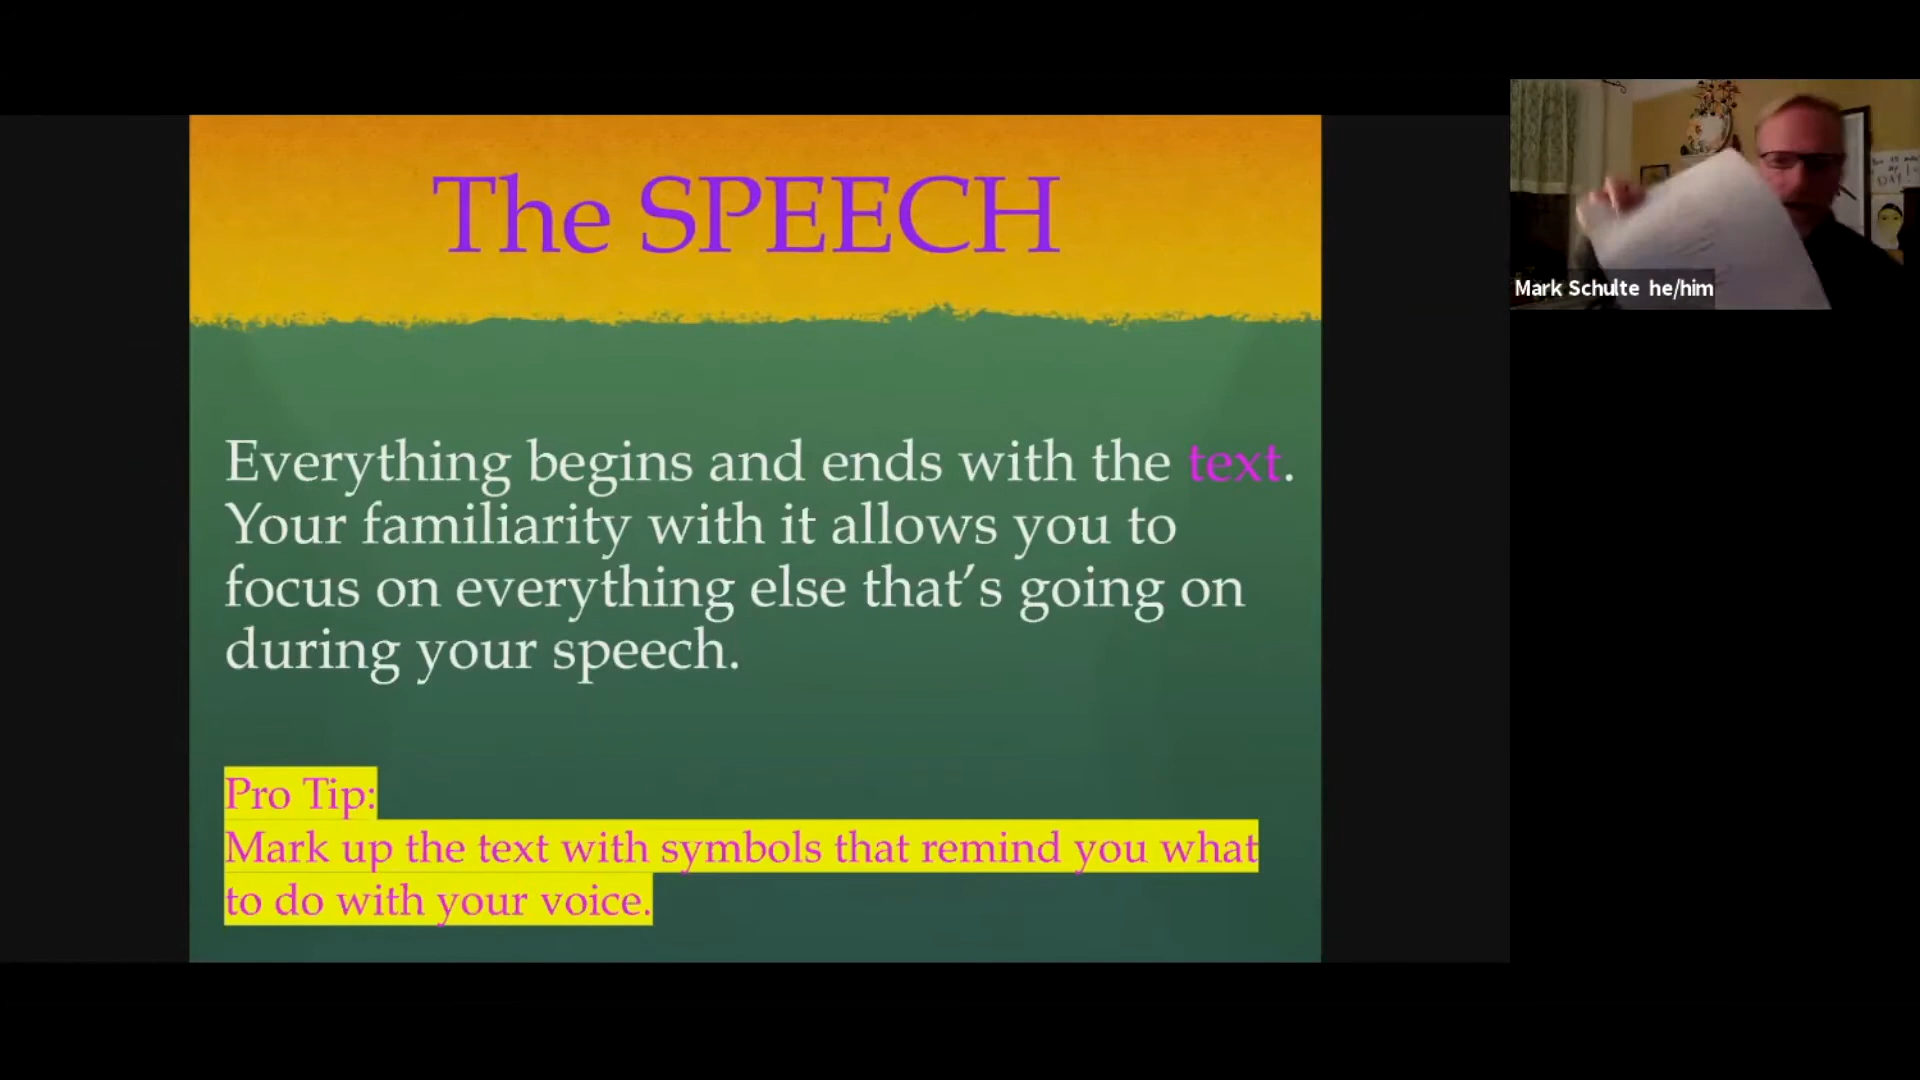 The SPEECH
Everything begins and ends with the text.
Your familiarity with it allows you to
focus on everything else that’s going on
during your speech.
Pro Tip:
Mark up the text with symbols that remind you what
to do with your voice.
Mark Schulte he/him